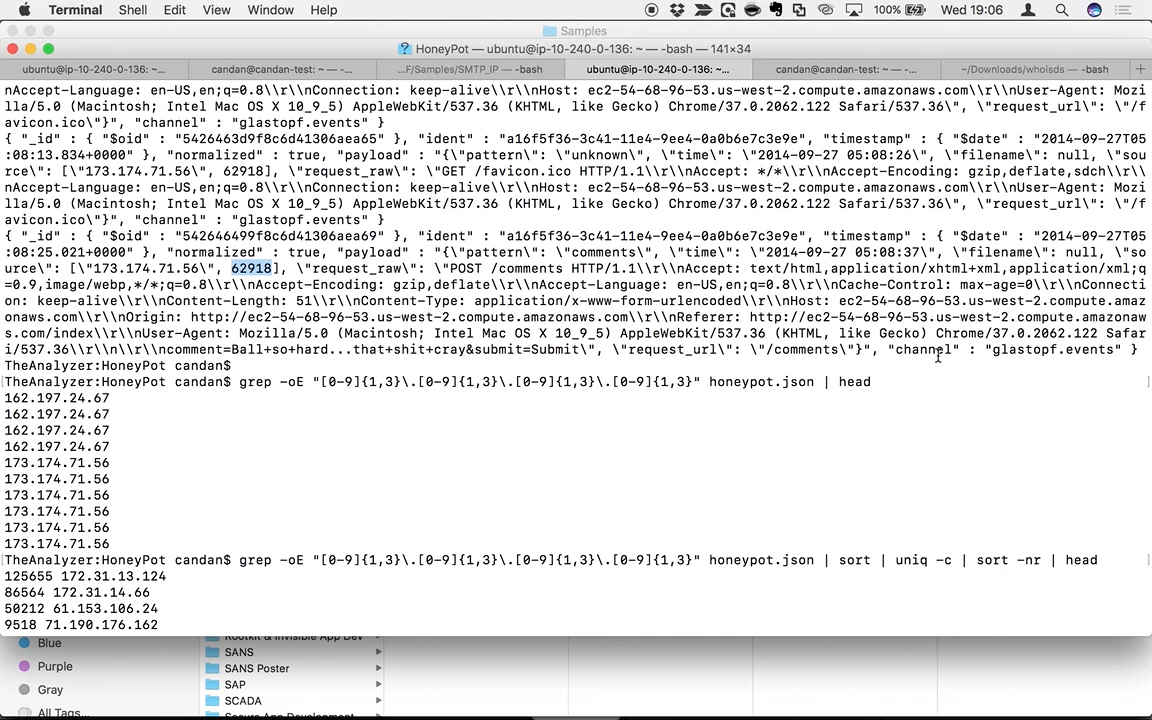 Terminal Shell Edit View Window Help 100% Wed 19:06
Samples
HoneyPot — ubuntu@ip-10-240-0-136: ~ — -bash — 141×34
ubuntu@ip-10-240-0-136: ~... candan@candan-test: ~ — -... ...F/Samples/SMTP_IP — -bash ubuntu@ip-10-240-0-136: ~... candan@candan-test: ~ — -... ~/Downloads/whoisds — -bash
nAccept-Language: en-US,en;q=0.8\\r\\nConnection: keep-alive\\r\\nHost: ec2-54-68-96-53.us-west-2.compute.amazonaws.com\\r\\nUser-Agent: Mozi
lla/5.0 (Macintosh; Intel Mac OS X 10_9_5) AppleWebKit/537.36 (KHTML, like Gecko) Chrome/37.0.2062.122 Safari/537.36\", \"request_url\": \"/f
avicon.ico\"}", "channel" : "glastopf.events" }
{ "_id" : { "$oid" : "5426463d9f8c6d41306aea65" }, "ident" : "a16f5f36-3c41-11e4-9ee4-0a0b6e7c3e9e", "timestamp" : { "$date" : "2014-09-27T05
:08:13.834+0000" }, "normalized" : true, "payload" : "{\"pattern\": \"unknown\", \"time\": \"2014-09-27 05:08:26\", \"filename\": null, \"sou
rce\": [\"173.174.71.56\", 62918], \"request_raw\": \"GET /favicon.ico HTTP/1.1\\r\\nAccept: */*\\r\\nAccept-Encoding: gzip,deflate,sdch\\r\\
nAccept-Language: en-US,en;q=0.8\\r\\nConnection: keep-alive\\r\\nHost: ec2-54-68-96-53.us-west-2.compute.amazonaws.com\\r\\nUser-Agent: Mozi
lla/5.0 (Macintosh; Intel Mac OS X 10_9_5) AppleWebKit/537.36 (KHTML, like Gecko) Chrome/37.0.2062.122 Safari/537.36\", \"request_url\": \"/f
avicon.ico\"}", "channel" : "glastopf.events" }
{ "_id" : { "$oid" : "542646499f8c6d41306aea69" }, "ident" : "a16f5f36-3c41-11e4-9ee4-0a0b6e7c3e9e", "timestamp" : { "$date" : "2014-09-27T05
:08:25.021+0000" }, "normalized" : true, "payload" : "{\"pattern\": \"comments\", \"time\": \"2014-09-27 05:08:37\", \"filename\": null, \"so
urce\": [\"173.174.71.56\", 62918], \"request_raw\": \"POST /comments HTTP/1.1\\r\\nAccept: text/html,application/xhtml+xml,application/xml;q
=0.9,image/webp,*/*;q=0.8\\r\\nAccept-Encoding: gzip,deflate\\r\\nAccept-Language: en-US,en;q=0.8\\r\\nCache-Control: max-age=0\\r\\nConnecti
on: keep-alive\\r\\nContent-Length: 51\\r\\nContent-Type: application/x-www-form-urlencoded\\r\\nHost: ec2-54-68-96-53.us-west-2.compute.amaz
onaws.com\\r\\nOrigin: http://ec2-54-68-96-53.us-west-2.compute.amazonaws.com\\r\\nReferer: http://ec2-54-68-96-53.us-west-2.compute.amazonaw
s.com/index\\r\\nUser-Agent: Mozilla/5.0 (Macintosh; Intel Mac OS X 10_9_5) AppleWebKit/537.36 (KHTML, like Gecko) Chrome/37.0.2062.122 Safar
i/537.36\\r\\n\\r\\ncomment=Ball+so+hard...that+shit+cray&submit=Submit\", \"request_url\": \"/comments\"}", "channel" : "glastopf.events" }
TheAnalyzer:HoneyPot candan$
[TheAnalyzer:HoneyPot candan$ grep -oE "[0-9]{1,3}\.[0-9]{1,3}\.[0-9]{1,3}\.[0-9]{1,3}" honeypot.json | head ]
162.197.24.67
162.197.24.67
162.197.24.67
162.197.24.67
173.174.71.56
173.174.71.56
173.174.71.56
173.174.71.56
173.174.71.56
173.174.71.56
[TheAnalyzer:HoneyPot candan$ grep -oE "[0-9]{1,3}\.[0-9]{1,3}\.[0-9]{1,3}\.[0-9]{1,3}" honeypot.json | sort | uniq -c | sort -nr | head ]
125655 172.31.13.124
86564 172.31.14.66
50212 61.153.106.24
9518 71.190.176.162
Blue
Purple
Gray
All Tags...
Rootkit & Invisible App Dev
SANS
SANS Poster
SAP
SCADA
Secure App Development